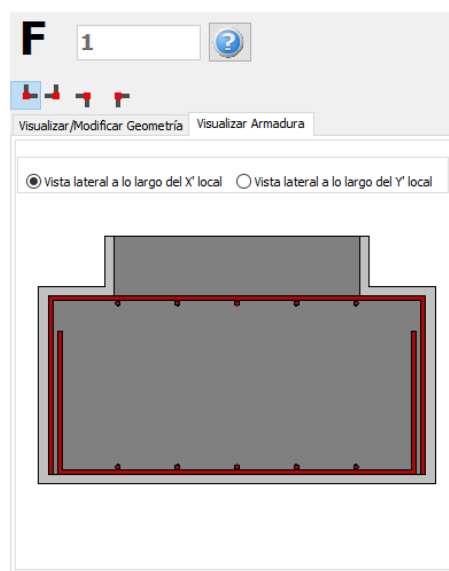 F 1 ?
Visualizar/Modificar Geometría Visualizar Armadura
Vista lateral a lo largo del X' local Vista lateral a lo largo del Y' local